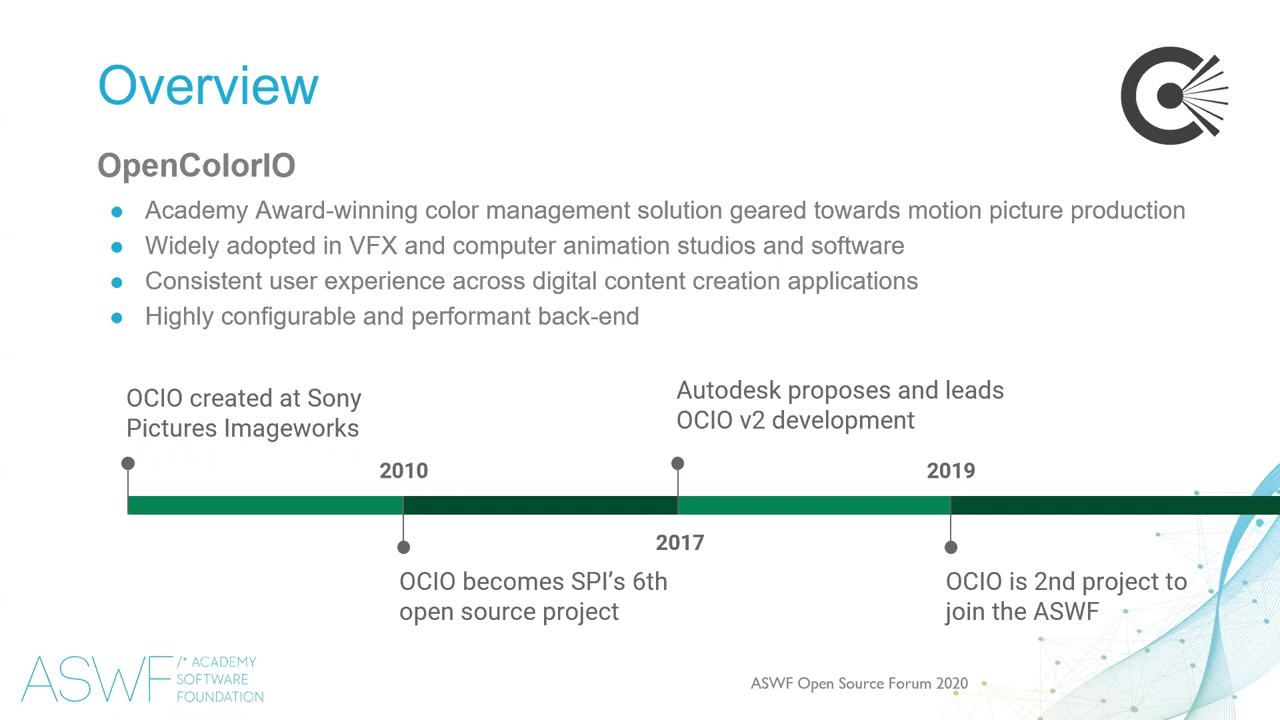 Overview
OpenColorIO
● Academy Award-winning color management solution geared towards motion picture production
● Widely adopted in VFX and computer animation studios and software
● Consistent user experience across digital content creation applications
● Highly configurable and performant back-end
OCIO created at Sony
Pictures Imageworks
Autodesk proposes and leads
OCIO v2 development
2010
2019
2017
OCIO becomes SPI’s 6th
open source project
OCIO is 2nd project to
join the ASWF
ASWF /* ACADEMY
SOFTWARE
FOUNDATION
ASWF Open Source Forum 2020